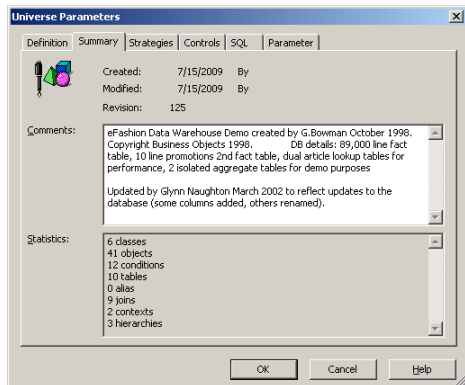 Universe Parameters
Definition Summary Strategies Controls SQL Parameter
Created: 7/15/2009 By
Modified: 7/15/2009 By
Revision: 125
Comments:
eFashion Data Warehouse Demo created by G.Bowman October 1998.
Copyright Business Objects 1998. DB details: 89,000 line fact
table, 10 line promotions 2nd fact table, dual article lookup tables for
performance, 2 isolated aggregate tables for demo purposes
Updated by Glynn Naughton March 2002 to reflect updates to the
database (some columns added, others renamed).
Statistics:
6 classes
41 objects
12 conditions
10 tables
0 alias
9 joins
2 contexts
3 hierarchies
OK Cancel Help